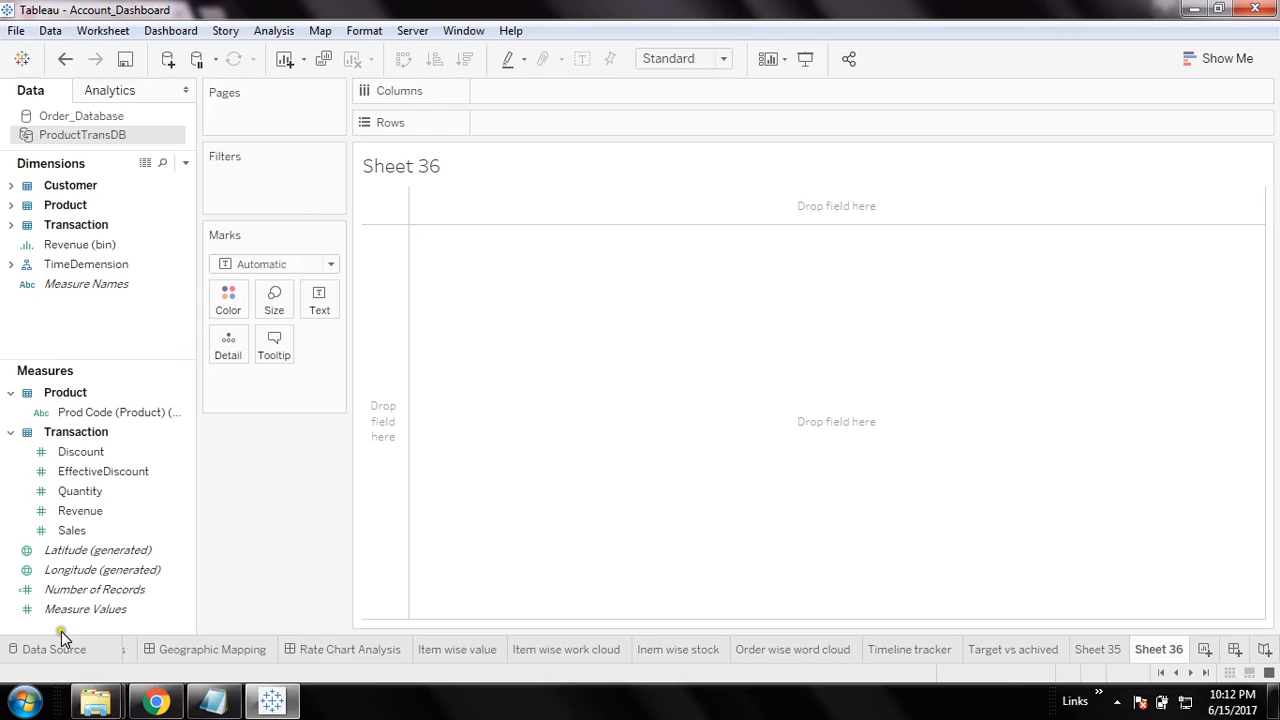 Tableau - Account_Dashboard
File Data Worksheet Dashboard Story Analysis Map Format Server Window Help
Standard
Show Me
Data
Analytics
Order_Database
ProductTransDB
Dimensions
Customer
Product
Transaction
Revenue (bin)
TimeDemension
Abc Measure Names
Measures
Product
Abc Prod Code (Product) (...
Transaction
# Discount
# EffectiveDiscount
# Quantity
# Revenue
# Sales
Latitude (generated)
Longitude (generated)
=# Number of Records
# Measure Values
Pages
Filters
Marks
Automatic
Color Size Text
Detail Tooltip
Columns
Rows
Sheet 36
Drop field here
Drop
field
here
Drop field here
Data Source s Geographic Mapping Rate Chart Analysis Item wise value Item wise work cloud Inem wise stock Order wise word cloud Timeline tracker Target vs achived Sheet 35 Sheet 36
Links
10:12 PM
6/15/2017